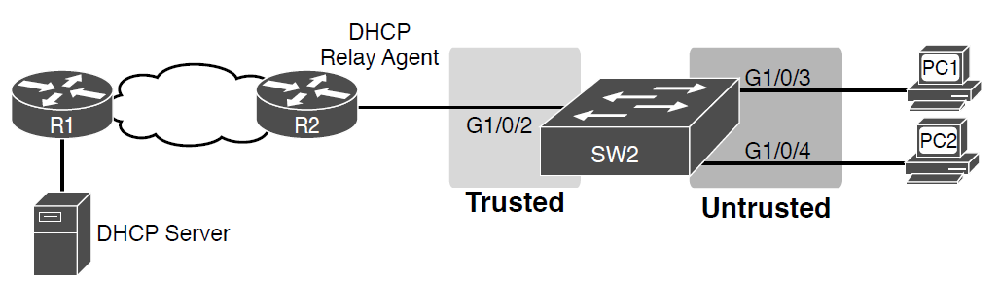 DHCP
Relay Agent
R1
R2
G1/0/2
SW2
G1/0/3
G1/0/4
PC1
PC2
Trusted
Untrusted
DHCP Server